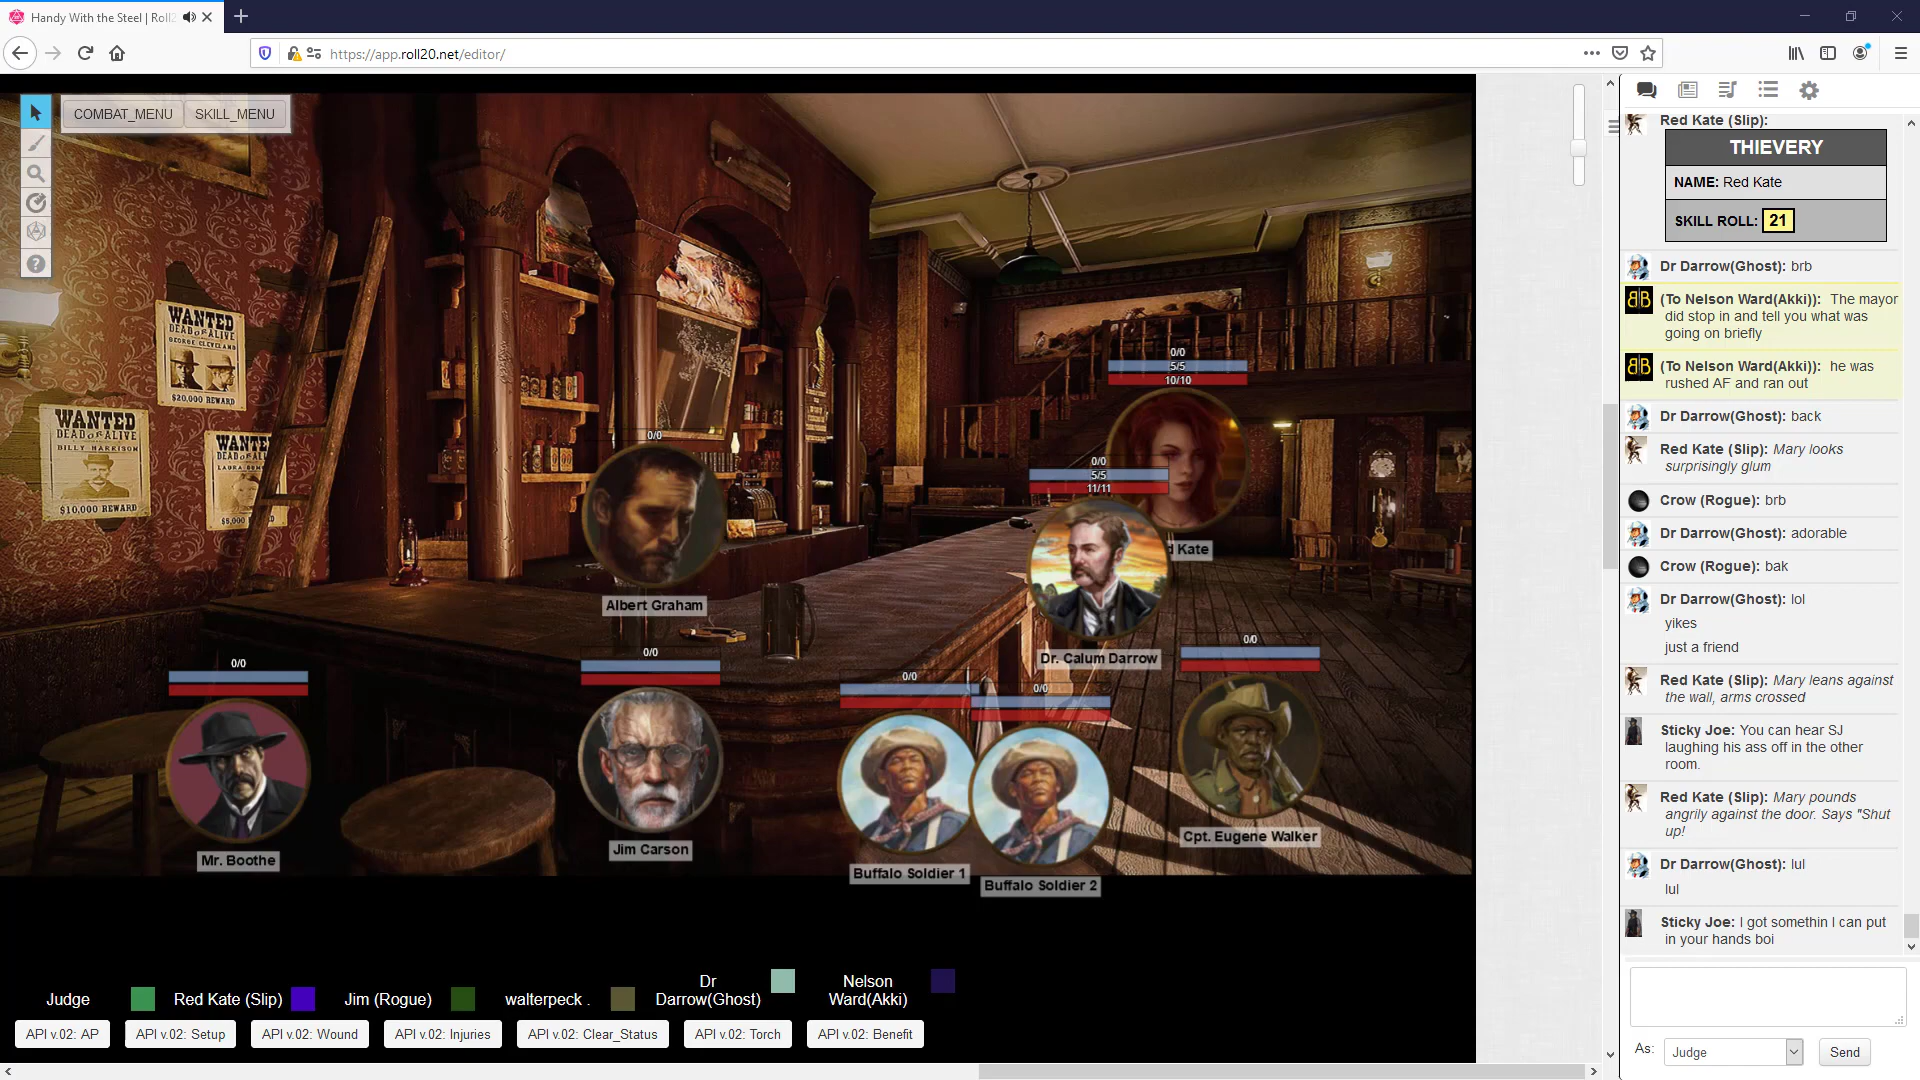 Handy With the Steel | Roll2
https://app.roll20.net/editor/
COMBAT_MENU
SKILL_MENU
WANTED
DEAD or ALIVE
GEORGE CLEVELAND
$20,000 REWARD
WANTED
DEAD or ALIVE
BILLY HARRISON
$10,000 REWARD
WANTED
DEAD or ALIVE
$5,000
0/0
5/5
10/10
d Kate
0/0
5/5
11/11
Dr. Calum Darrow
0/0
Albert Graham
0/0
Mr. Boothe
0/0
Jim Carson
0/0
Buffalo Soldier 1
0/0
Buffalo Soldier 2
0/0
Cpt. Eugene Walker
Judge
Red Kate (Slip)
Jim (Rogue)
walterpeck .
Dr
Darrow(Ghost)
Nelson
Ward(Akki)
API v.02: AP
API v.02: Setup
API v.02: Wound
API v.02: Injuries
API v.02: Clear_Status
API v.02: Torch
API v.02: Benefit
Red Kate (Slip):
THIEVERY
NAME: Red Kate
SKILL ROLL: 21
Dr Darrow(Ghost): brb
(To Nelson Ward(Akki)): The mayor
did stop in and tell you what was
going on briefly
(To Nelson Ward(Akki)): he was
rushed AF and ran out
Dr Darrow(Ghost): back
Red Kate (Slip): Mary looks
surprisingly glum
Crow (Rogue): brb
Dr Darrow(Ghost): adorable
Crow (Rogue): bak
Dr Darrow(Ghost): lol
yikes
just a friend
Red Kate (Slip): Mary leans against
the wall, arms crossed
Sticky Joe: You can hear SJ
laughing his ass off in the other
room.
Red Kate (Slip): Mary pounds
angrily against the door. Says "Shut
up!
Dr Darrow(Ghost): lul
lul
Sticky Joe: I got somethin I can put
in your hands boi
As:
Judge
Send